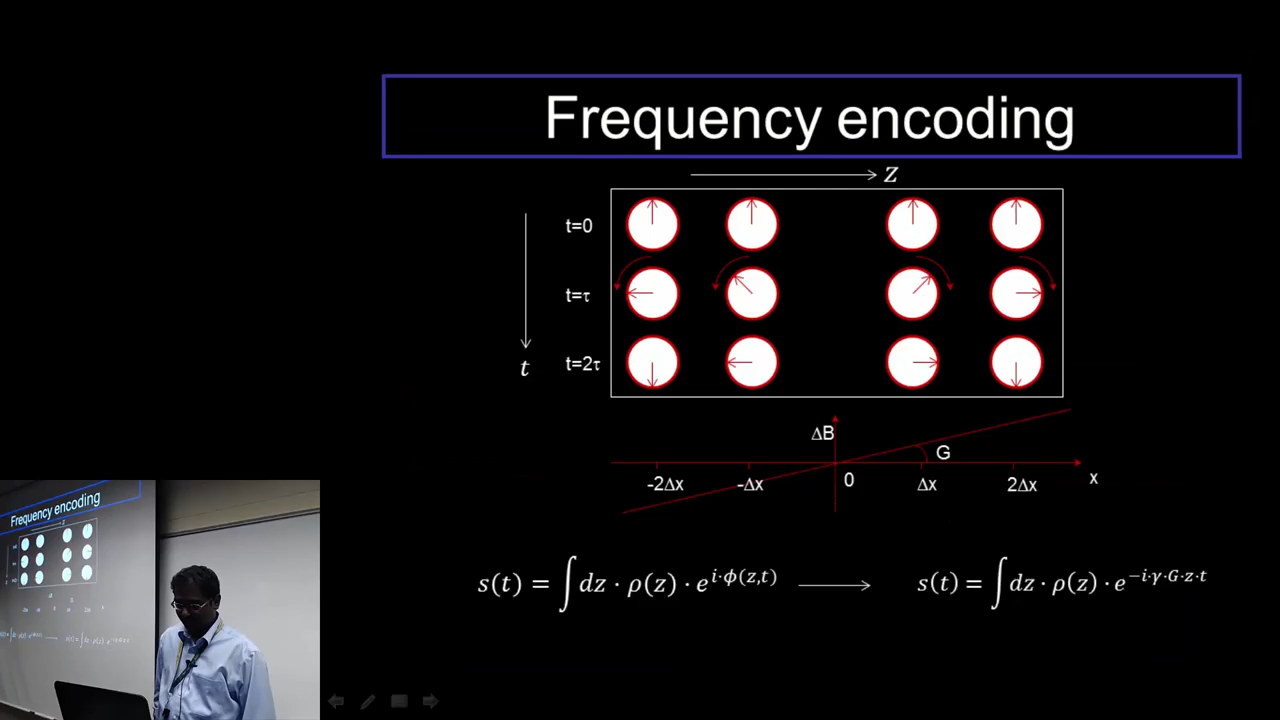 Frequency encoding
z
t=0
t=τ
t=2τ
t
ΔB
G
-2Δx -Δx 0 Δx 2Δx x
s(t) = ∫dz · ρ(z) · e^{i·ϕ(z,t)} ⟶ s(t) = ∫dz · ρ(z) · e^{−i·γ·G·z·t}
Frequency encoding